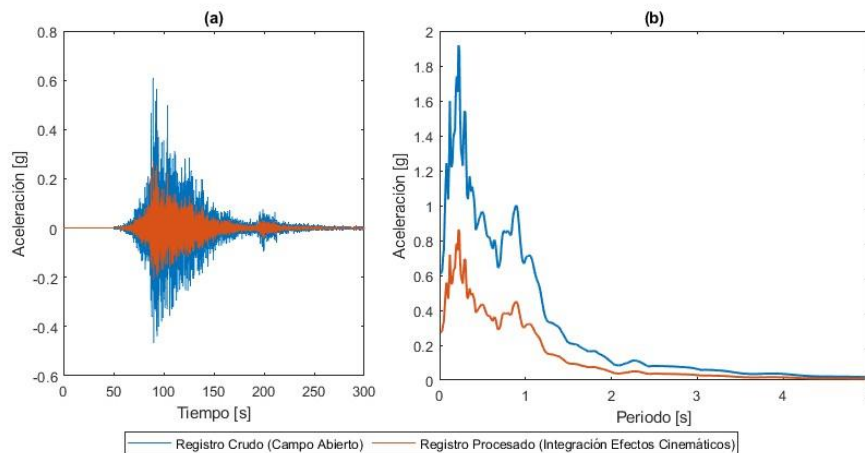 (a)
0.8
0.6
0.4
0.2
0
-0.2
-0.4
-0.6
Aceleración [g]
0 50 100 150 200 250 300
Tiempo [s]
(b)
2
1.8
1.6
1.4
1.2
1
0.8
0.6
0.4
0.2
0
Aceleración [g]
0 1 2 3 4
Periodo [s]
Registro Crudo (Campo Abierto) Registro Procesado (Integración Efectos Cinemáticos)